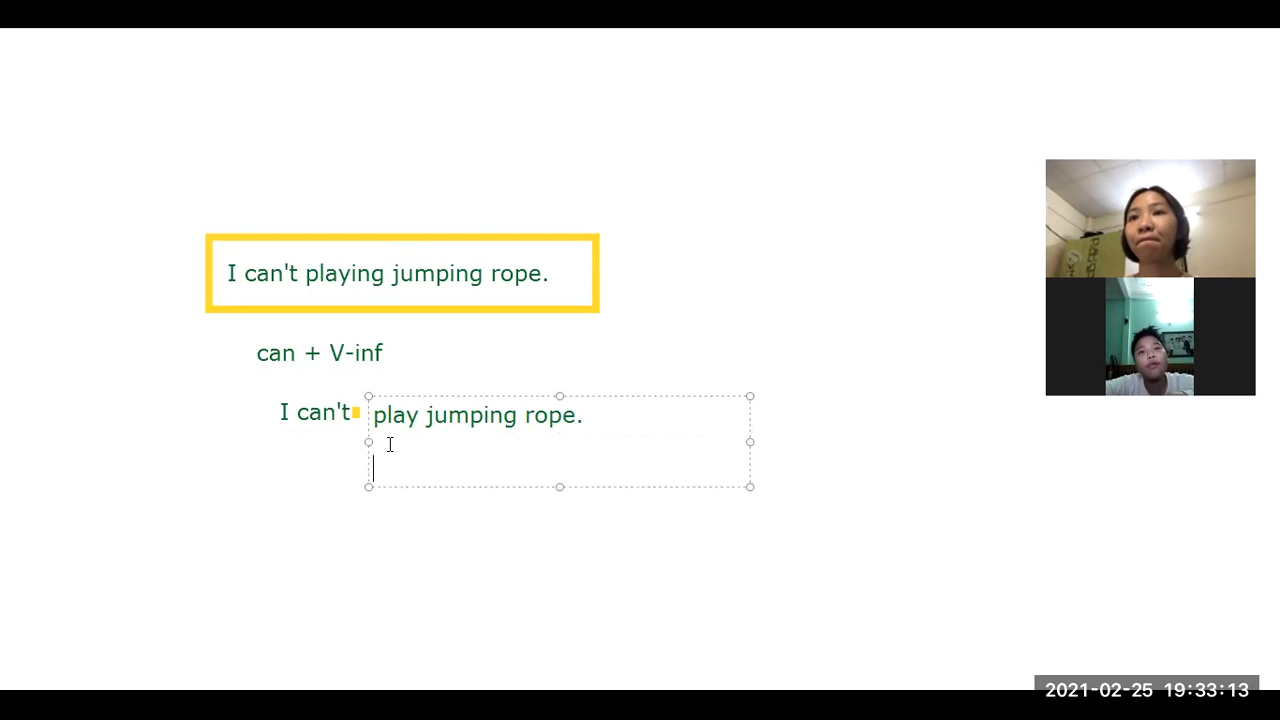 I can't playing jumping rope.
can + V-inf
I can't play jumping rope.
2021-02-25 19:33:13